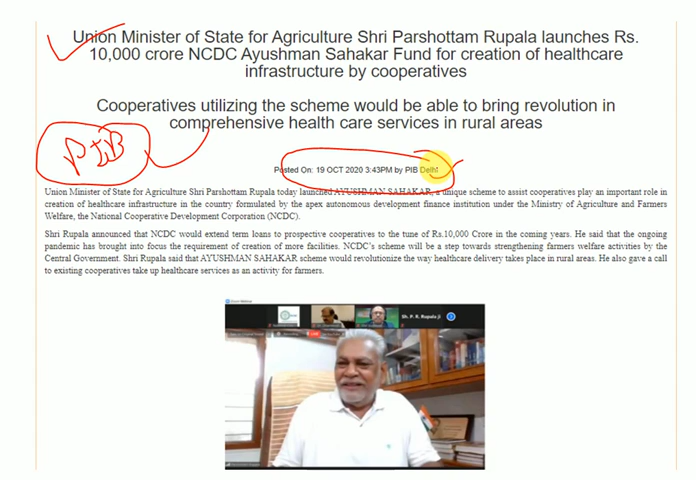 Union Minister of State for Agriculture Shri Parshottam Rupala launches Rs.
10,000 crore NCDC Ayushman Sahakar Fund for creation of healthcare
infrastructure by cooperatives
Cooperatives utilizing the scheme would be able to bring revolution in
comprehensive health care services in rural areas
PIB
Posted On: 19 OCT 2020 3:43PM by PIB Delhi
Union Minister of State for Agriculture Shri Parshottam Rupala today launched AYUSHMAN SAHAKAR, a unique scheme to assist cooperatives play an important role in
creation of healthcare infrastructure in the country formulated by the apex autonomous development finance institution under the Ministry of Agriculture and Farmers
Welfare, the National Cooperative Development Corporation (NCDC).
Shri Rupala announced that NCDC would extend term loans to prospective cooperatives to the tune of Rs.10,000 Crore in the coming years. He said that the ongoing
pandemic has brought into focus the requirement of creation of more facilities. NCDC's scheme will be a step towards strengthening farmers welfare activities by the
Central Government. Shri Rupala said that AYUSHMAN SAHAKAR scheme would revolutionize the way healthcare delivery takes place in rural areas. He also gave a call
to existing cooperatives take up healthcare services as an activity for farmers.
Sh. P. R. Rupala ji